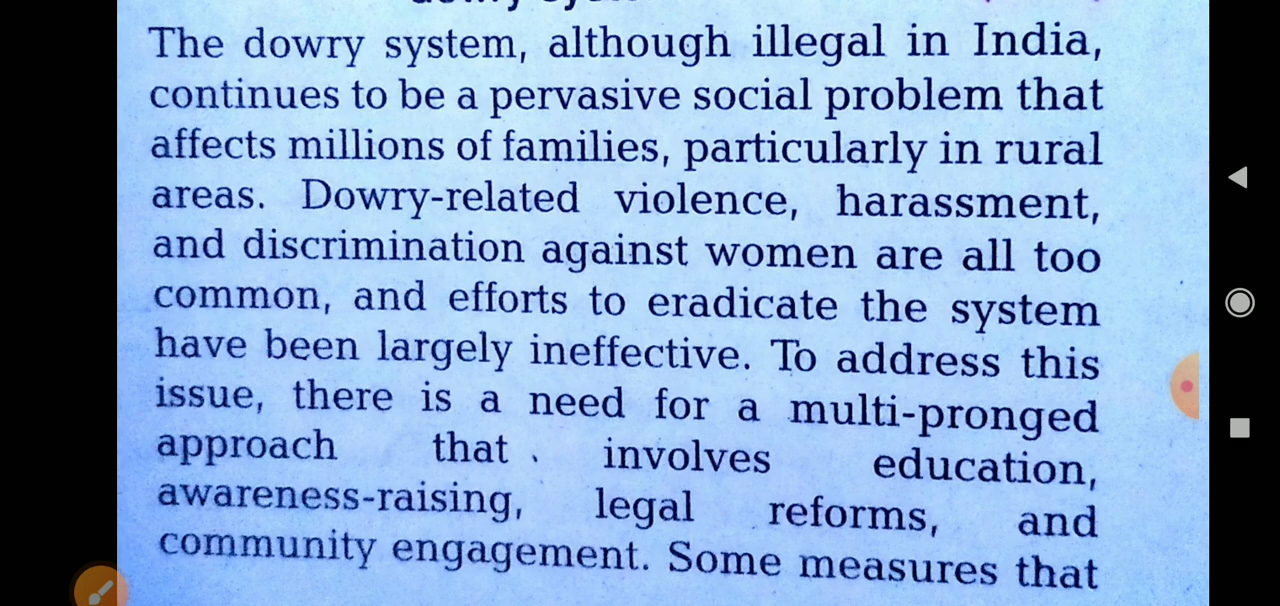 The dowry system, although illegal in India,
continues to be a pervasive social problem that
affects millions of families, particularly in rural
areas. Dowry-related violence, harassment,
and discrimination against women are all too
common, and efforts to eradicate the system
have been largely ineffective. To address this
issue, there is a need for a multi-pronged
approach that involves education,
awareness-raising, legal reforms, and
community engagement. Some measures that